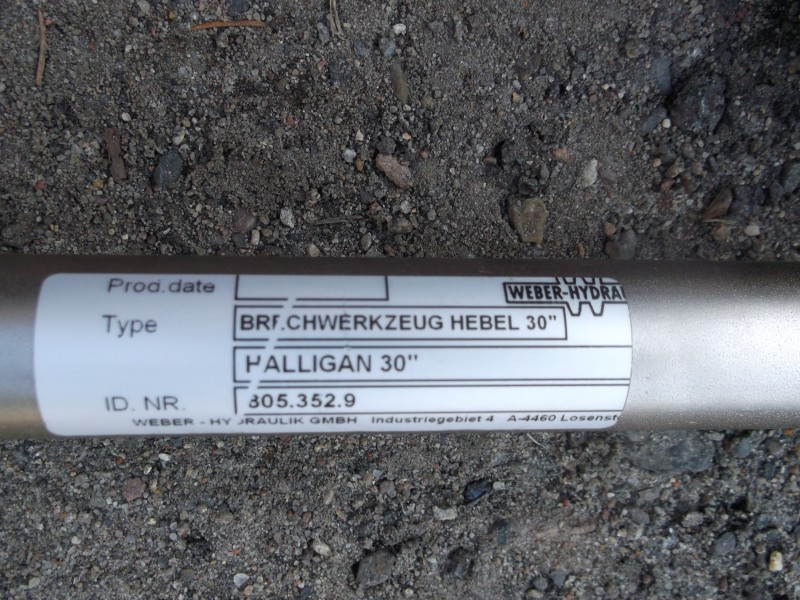 Prod.date
WEBER-HYDRAU
Type BRECHWERKZEUG HEBEL 30"
HALLIGAN 30"
ID. NR. 805.352.9
WEBER - HYDRAULIK GMBH Industriegebiet 4 A-4460 Losenst